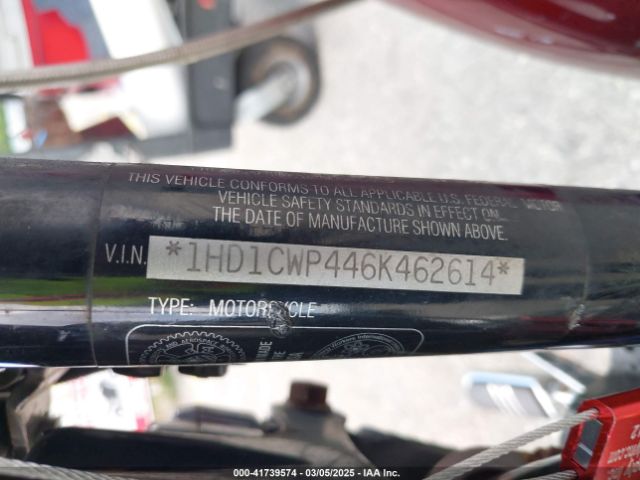 THIS VEHICLE CONFORMS TO ALL APPLICABLE U.S. FEDERAL MOTOR
VEHICLE SAFETY STANDARDS IN EFFECT ON
THE DATE OF MANUFACTURE SHOWN ABOVE.
V.I.N. *1HD1CWP446K462614*
TYPE: MOTORCYCLE
000-41739574 | 03/05/2025 | IAA Inc.